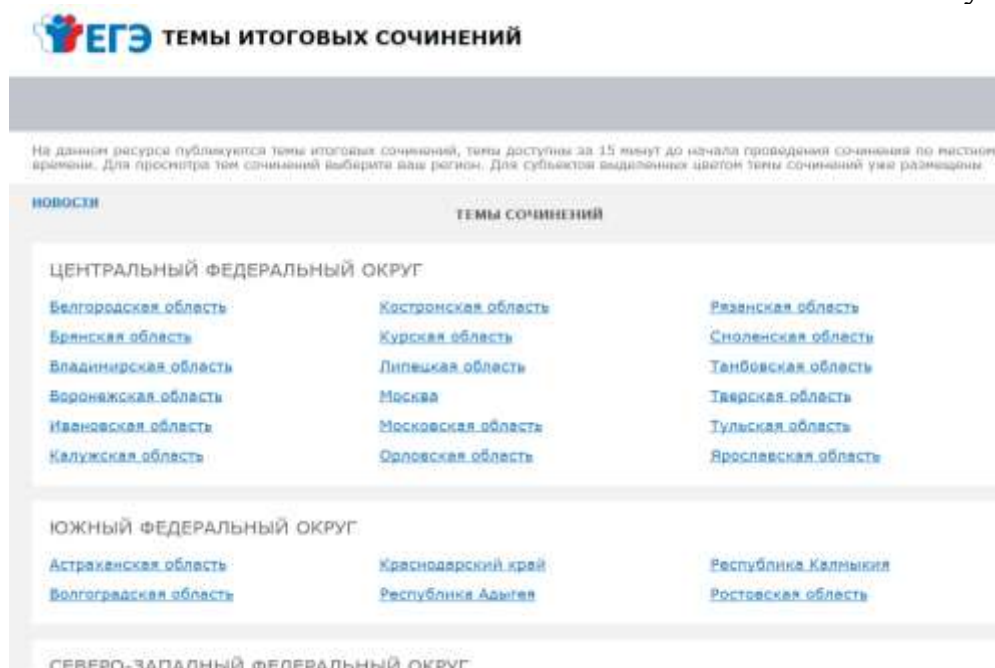 ЕГЭ ТЕМЫ ИТОГОВЫХ СОЧИНЕНИЙ
На данном ресурсе публикуются темы итоговых сочинений, темы доступны за 15 минут до начала проведения сочинения по местном
времени. Для просмотра тем сочинений выберите ваш регион. Для субъектов выделенных цветом темы сочинений уже размещены
НОВОСТИ
ТЕМЫ СОЧИНЕНИЙ
ЦЕНТРАЛЬНЫЙ ФЕДЕРАЛЬНЫЙ ОКРУГ
Белгородская область Костромская область Рязанская область
Брянская область Курская область Смоленская область
Владимирская область Липецкая область Тамбовская область
Воронежская область Москва Тверская область
Ивановская область Московская область Тульская область
Калужская область Орловская область Ярославская область
ЮЖНЫЙ ФЕДЕРАЛЬНЫЙ ОКРУГ
Астраханская область Краснодарский край Республика Калмыкия
Волгоградская область Республика Адыгея Ростовская область
СЕВЕРО-ЗАПАДНЫЙ ФЕДЕРАЛЬНЫЙ ОКРУГ